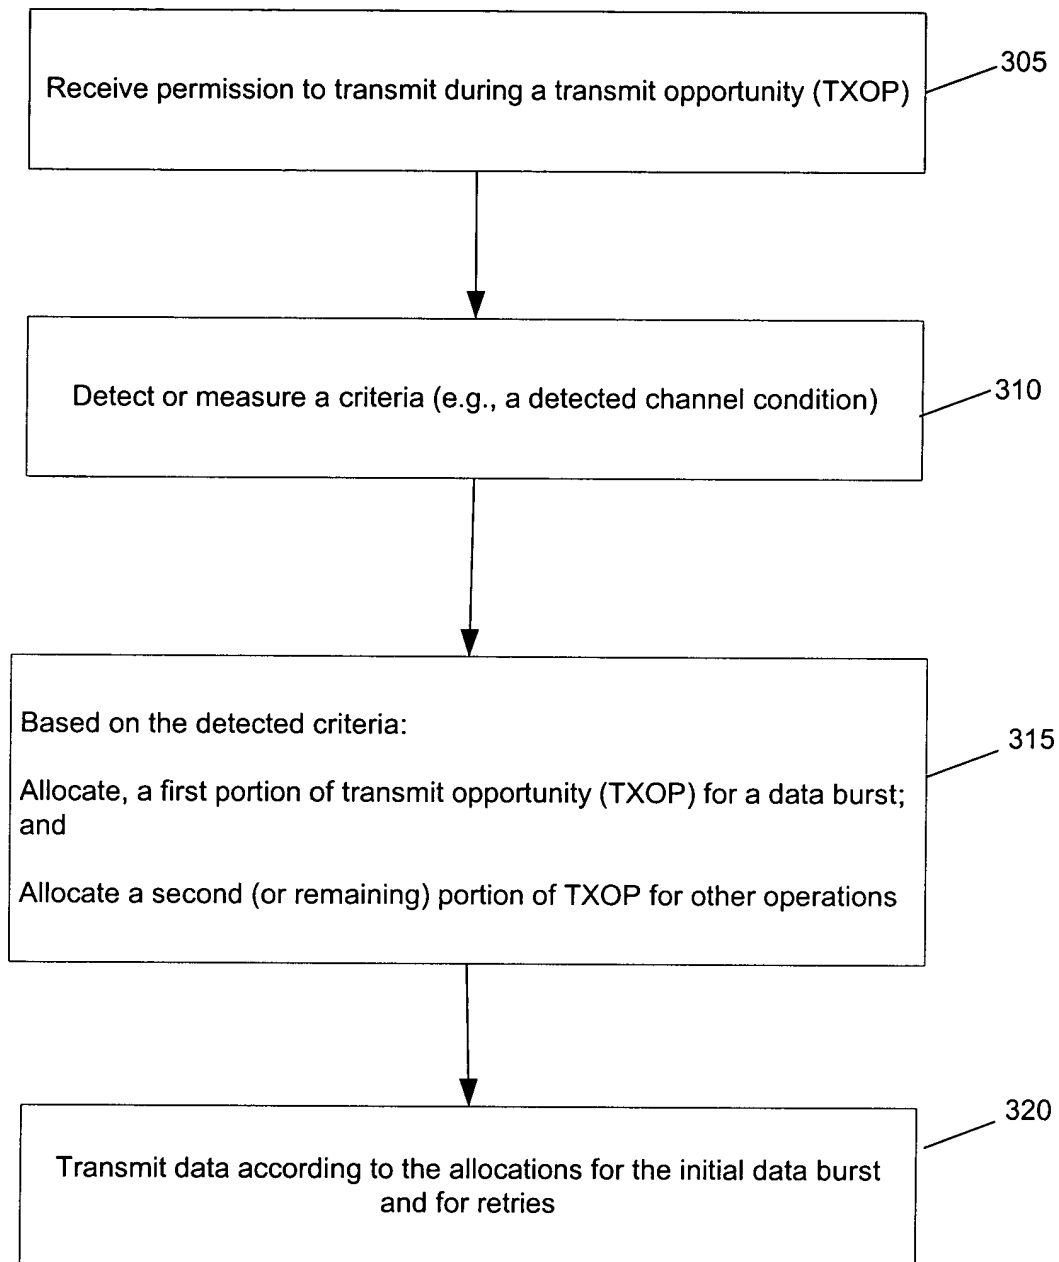 Receive permission to transmit during a transmit opportunity (TXOP)
305
Detect or measure a criteria (e.g., a detected channel condition)
310
Based on the detected criteria:
315
Allocate, a first portion of transmit opportunity (TXOP) for a data burst;
and
Allocate a second (or remaining) portion of TXOP for other operations
320
Transmit data according to the allocations for the initial data burst
and for retries